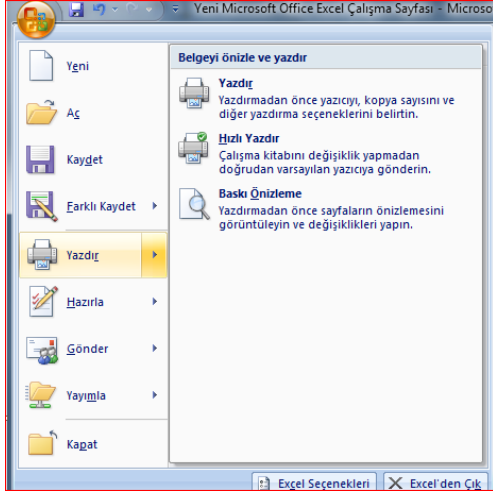 Yeni Microsoft Office Excel Çalışma Sayfası - Microso
Yeni
Aç
Kaydet
Farklı Kaydet
Yazdır
Hazırla
Gönder
Yayımla
Kapat
Belgeyi önizle ve yazdır
Yazdır
Yazdırmadan önce yazıcıyı, kopya sayısını ve
diğer yazdırma seçeneklerini belirtin.
Hızlı Yazdır
Çalışma kitabını değişiklik yapmadan
doğrudan varsayılan yazıcıya gönderin.
Baskı Önizleme
Yazdırmadan önce sayfaların önizlemesini
görüntüleyin ve değişiklikleri yapın.
Excel Seçenekleri
Excel'den Çık